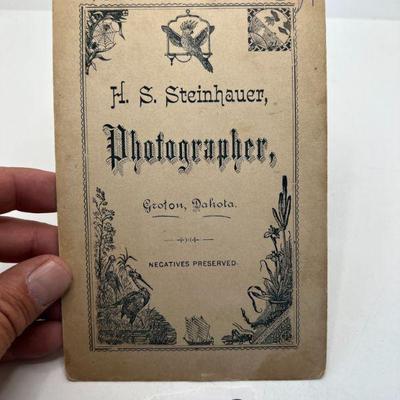 H. S. Steinhauer,
Photographer,
Groton, Dakota.
NEGATIVES PRESERVED.